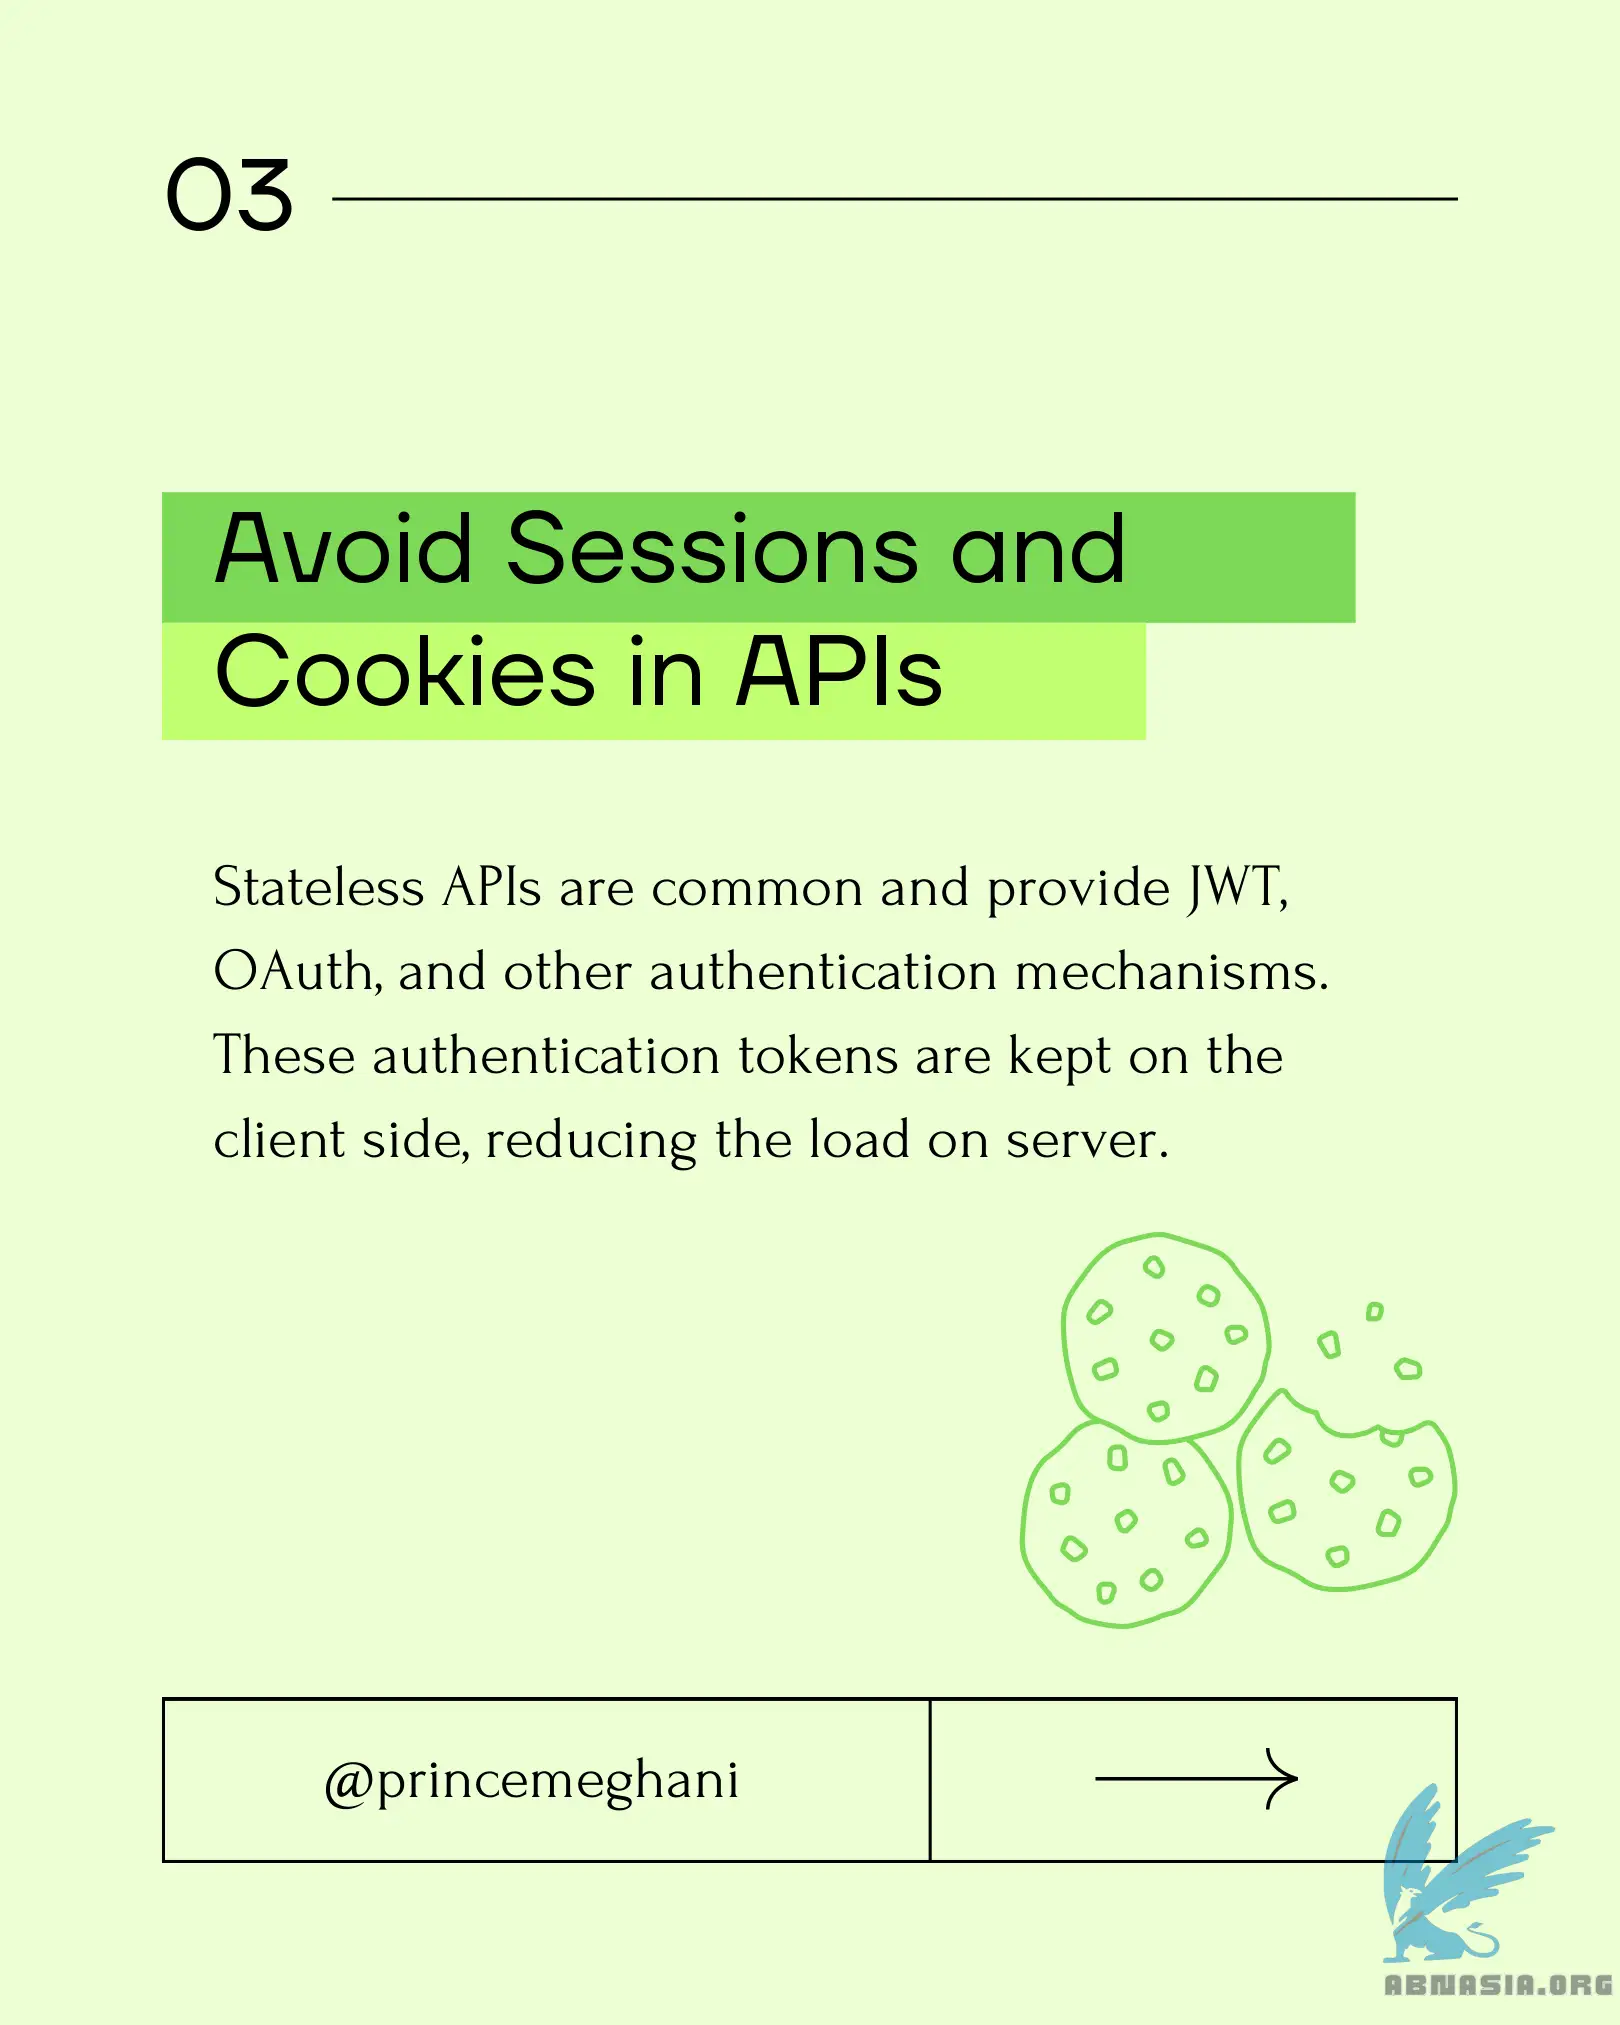 03
Avoid Sessions and
Cookies in APIs
Stateless APIs are common and provide JWT,
OAuth, and other authentication mechanisms.
These authentication tokens are kept on the
client side, reducing the load on server.
@princemeghani
ABNASIA.ORG